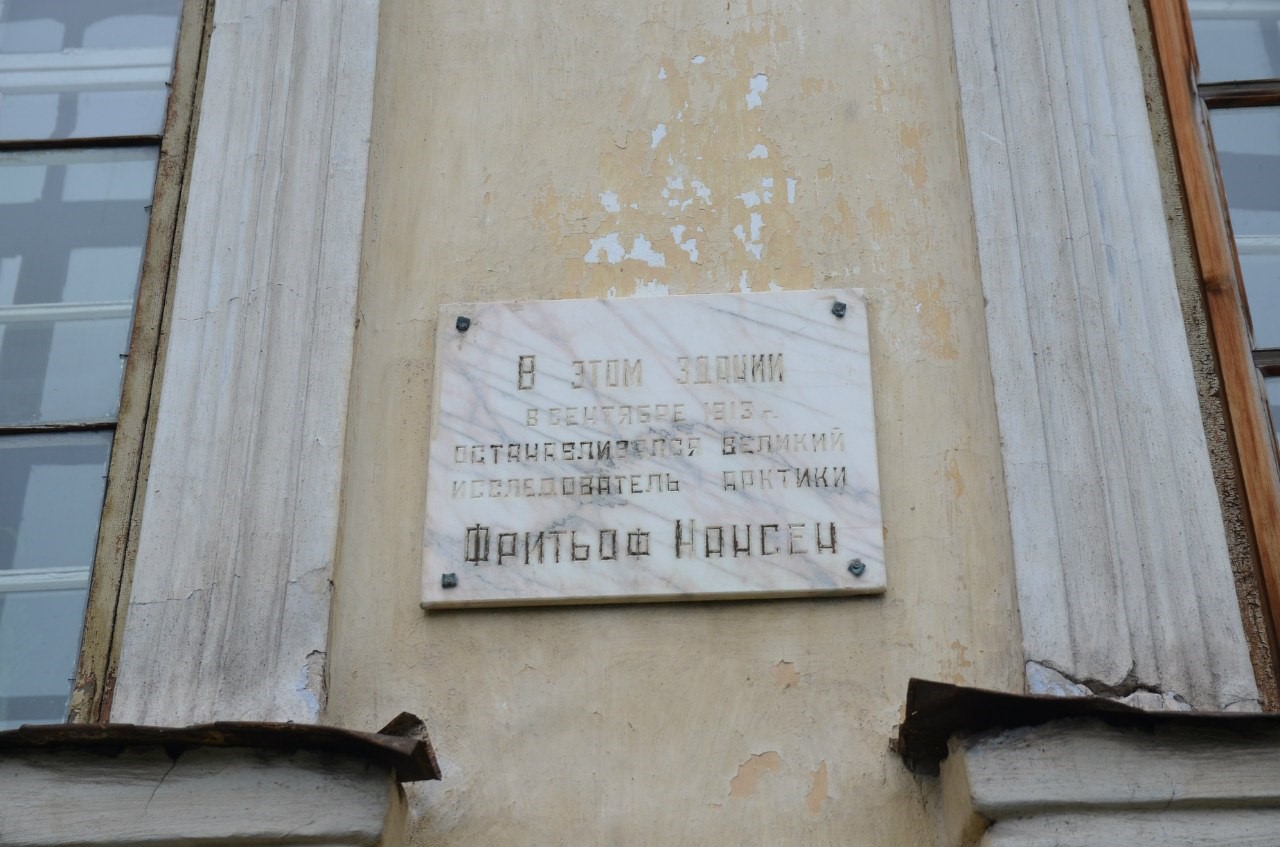 В этом здании
в сентябре 1913 г.
останавливался великий
исследователь Арктики
Фритьоф Нансен